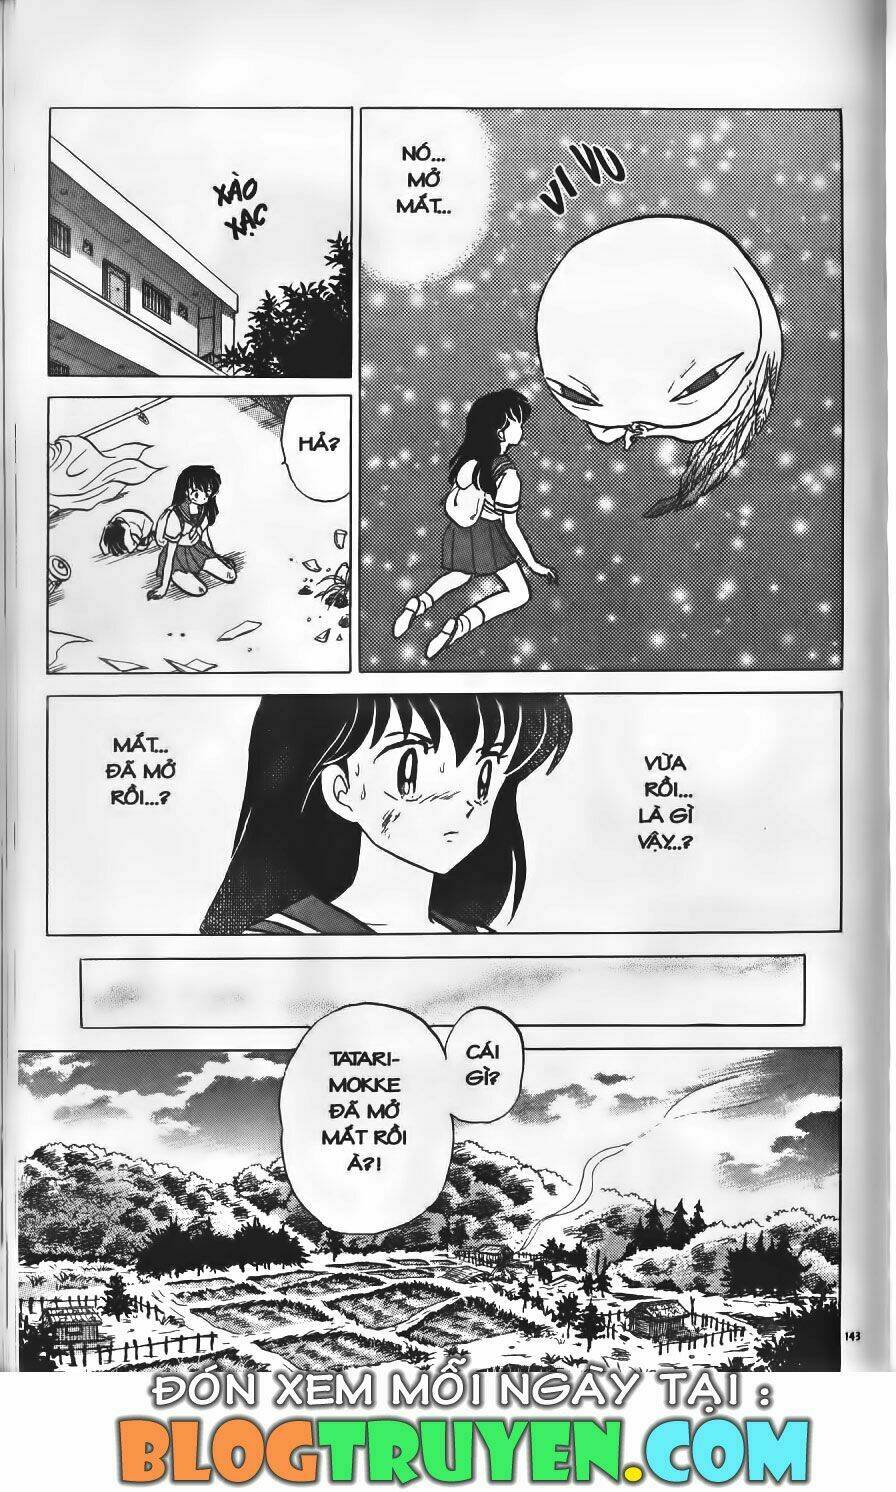 NÓ...
MỞ
MẮT...
VI VU
XÀO
XẠC
HẢ?
VỪA
RỒI...
LÀ GÌ
VẬY...?
MẮT...
ĐÃ MỞ
RỒI...?
CÁI
GÌ?
TATARI-
MOKKE
ĐÃ MỞ
MẮT RỒI
À?!
143
ĐÓN XEM MỖI NGÀY TẠI :
BLOGTRUYEN.COM